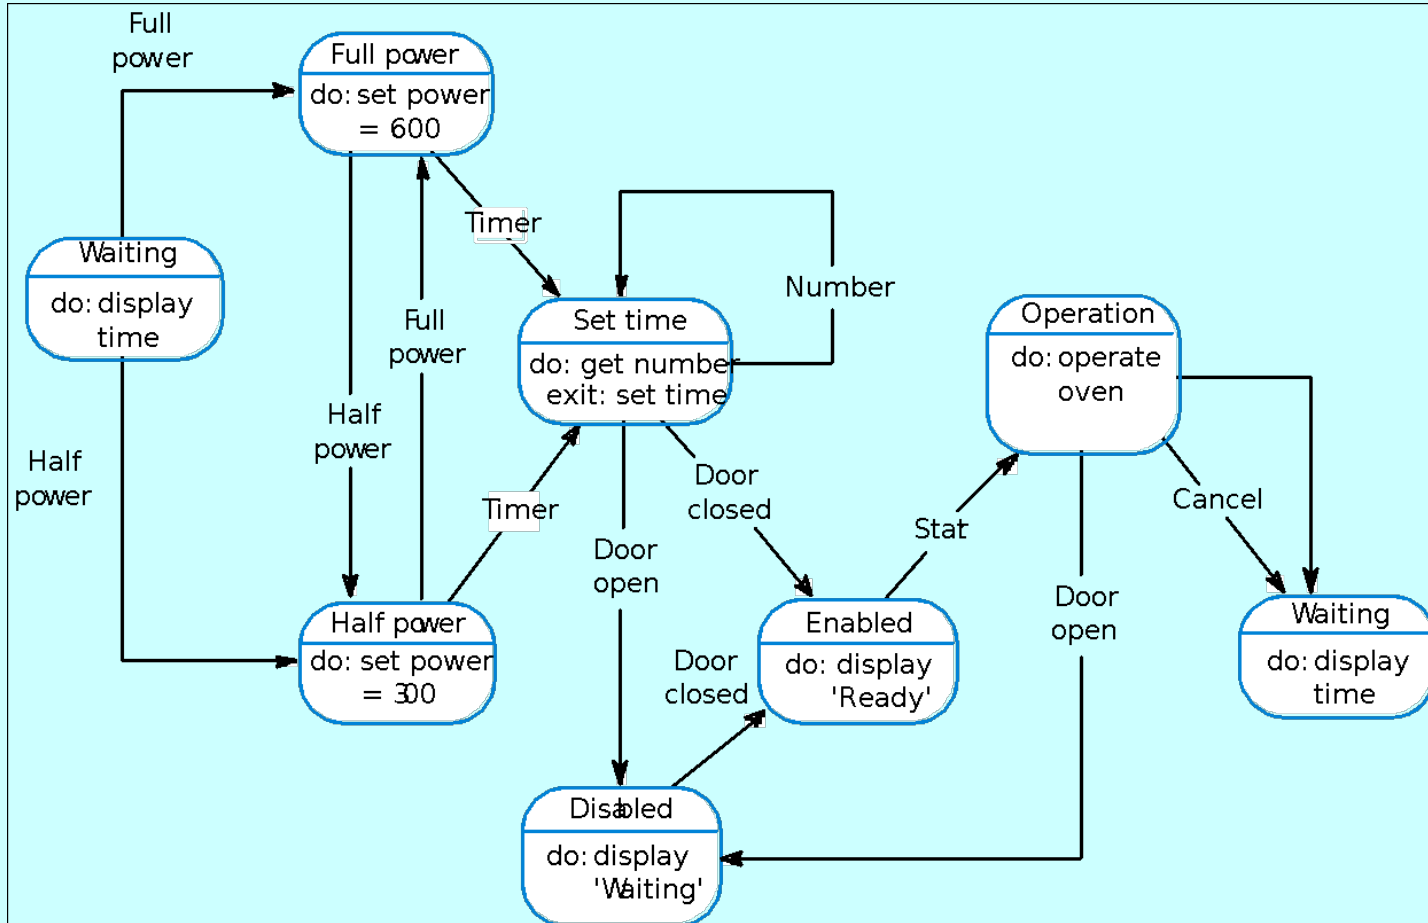 Full
power
Full power
do: set power
= 600
Timer
Waiting
do: display
time
Number
Full
power
Set time
do: get number
exit: set time
Operation
do: operate
oven
Half
power
Half
power
Door
closed
Timer
Cancel
Stat
Door
open
Door
open
Half power
do: set power
= 300
Enabled
do: display
'Ready'
Door
closed
Waiting
do: display
time
Disabled
do: display
'Waiting'